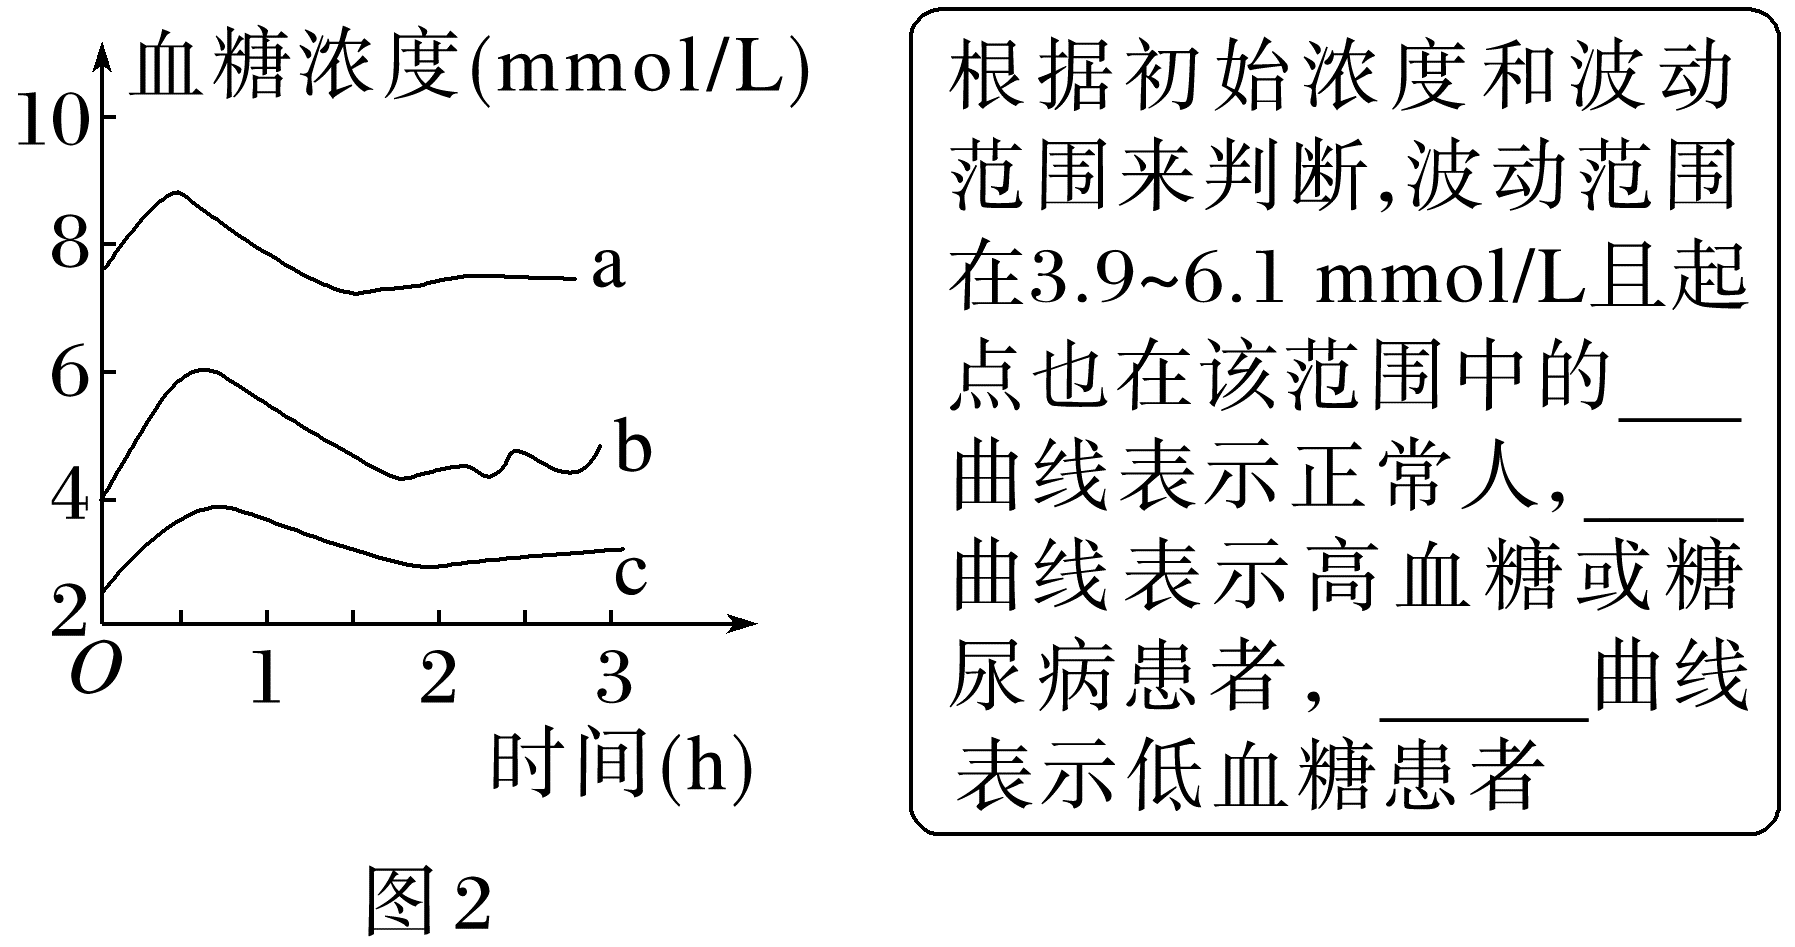 血糖浓度(mmol/L)
10
8
6
4
2
O
1
2
3
a
b
c
时间(h)
图2
根据初始浓度和波动
范围来判断,波动范围
在3.9~6.1 mmol/L且起
点也在该范围中的___
曲线表示正常人,____
曲线表示高血糖或糖
尿病患者,_____曲线
表示低血糖患者